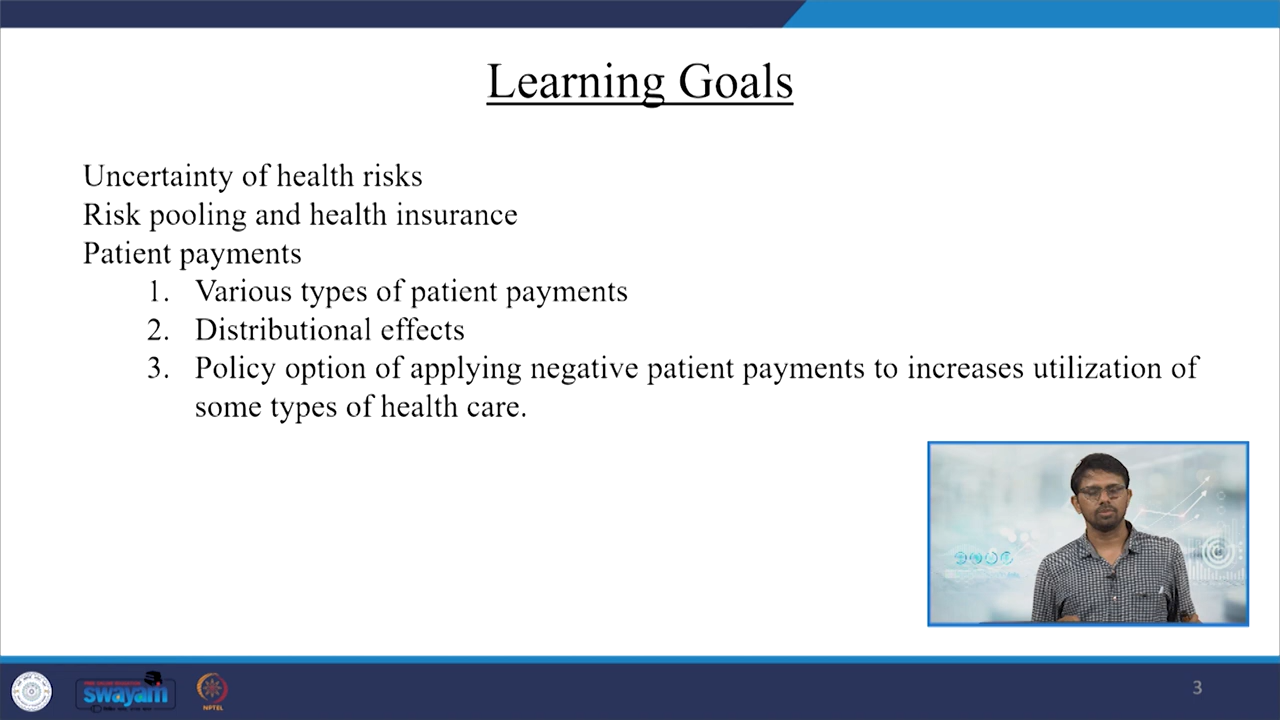 Learning Goals
Uncertainty of health risks
Risk pooling and health insurance
Patient payments
1. Various types of patient payments
2. Distributional effects
3. Policy option of applying negative patient payments to increases utilization of
some types of health care.
swayam
NPTEL
3